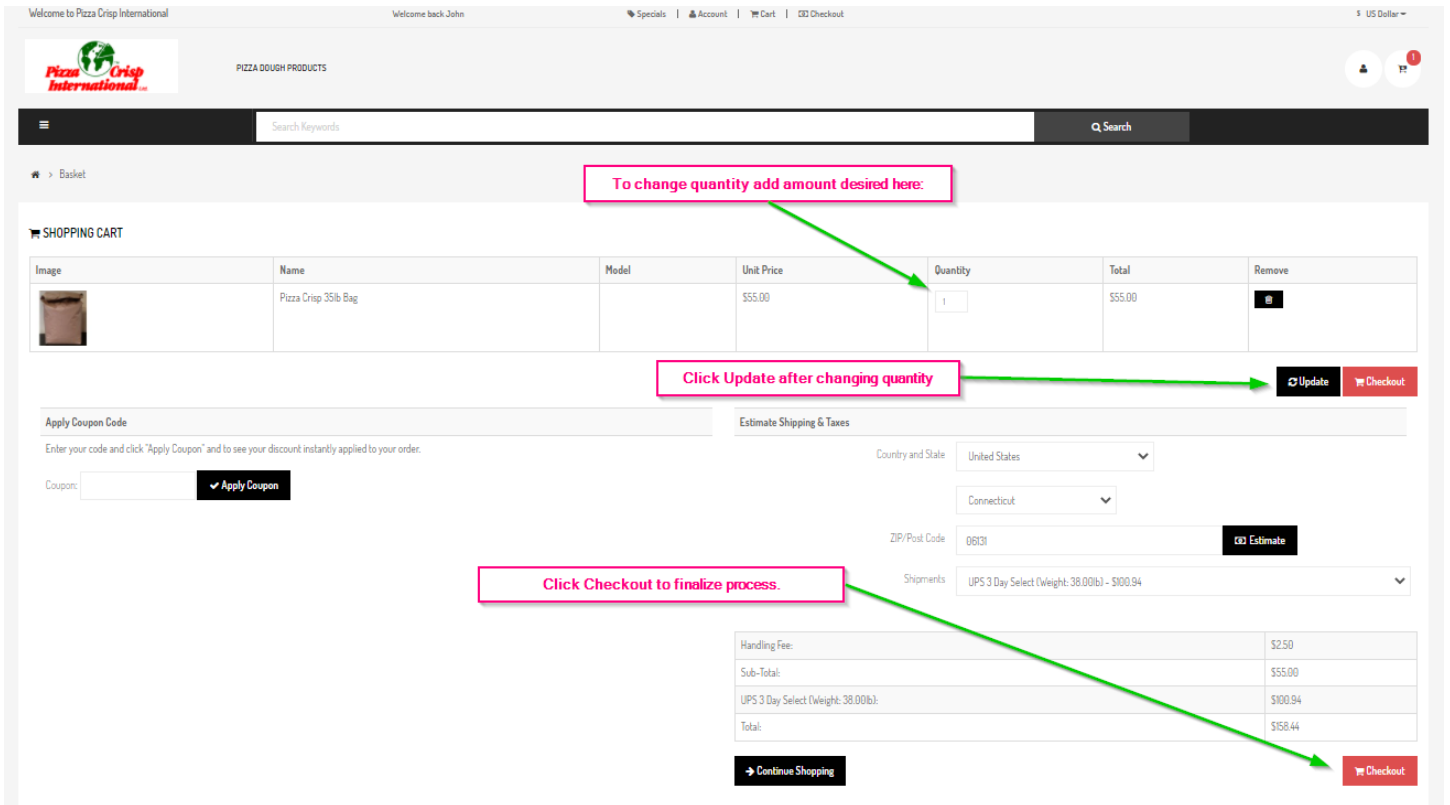 Welcome to Pizza Crisp International
Welcome back John
Specials | Account | Cart | Checkout
$ US Dollar
Pizza Crisp
International LTD.
PIZZA DOUGH PRODUCTS
1
Search Keywords
Search
> Basket
To change quantity add amount desired here:
SHOPPING CART
Image Name Model Unit Price Quantity Total Remove
Pizza Crisp 35lb Bag $55.00 1 $55.00
Click Update after changing quantity
Update
Checkout
Apply Coupon Code
Enter your code and click "Apply Coupon" and to see your discount instantly applied to your order.
Coupon:
Apply Coupon
Estimate Shipping & Taxes
Country and State United States
Connecticut
ZIP/Post Code 06131 Estimate
Shipments UPS 3 Day Select (Weight: 38.00lb) - $100.94
Click Checkout to finalize process.
Handling Fee: $2.50
Sub-Total: $55.00
UPS 3 Day Select (Weight: 38.00lb): $100.94
Total: $158.44
Continue Shopping
Checkout